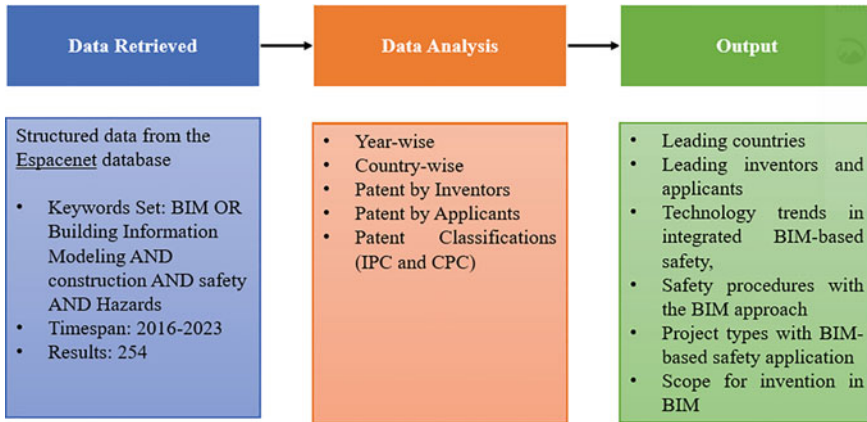 Data Retrieved
Data Analysis
Output
Structured data from the
Espacenet database
• Keywords Set: BIM OR
Building Information
Modeling AND
construction AND safety
AND Hazards
• Timespan: 2016-2023
• Results: 254
• Year-wise
• Country-wise
• Patent by Inventors
• Patent by Applicants
• Patent Classifications
(IPC and CPC)
• Leading countries
• Leading inventors and
applicants
• Technology trends in
integrated BIM-based
safety,
• Safety procedures with
the BIM approach
• Project types with BIM-
based safety application
• Scope for invention in
BIM